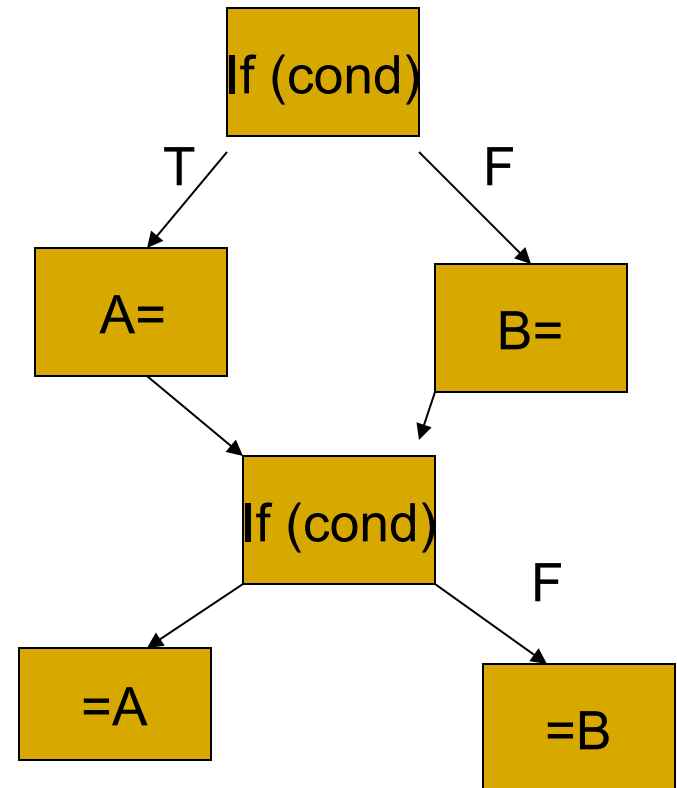 If (cond)
T
F
A=
B=
If (cond)
F
=A
=B